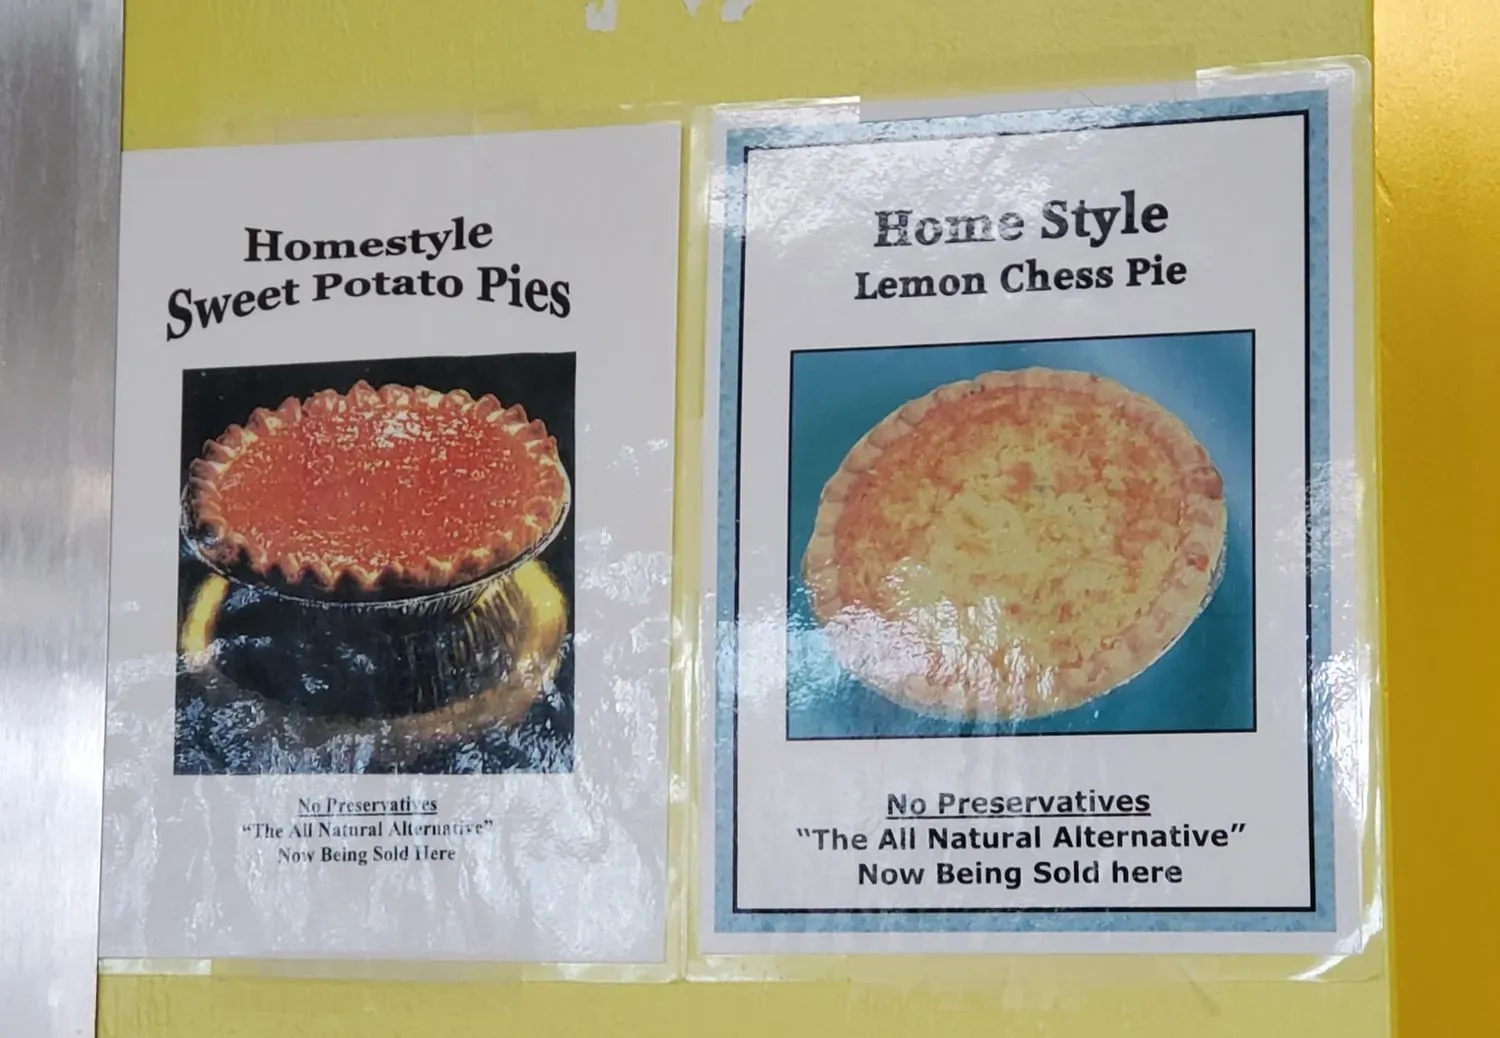 Homestyle
Sweet Potato Pies
No Preservatives
“The All Natural Alternative”
Now Being Sold Here
Home Style
Lemon Chess Pie
No Preservatives
“The All Natural Alternative”
Now Being Sold here